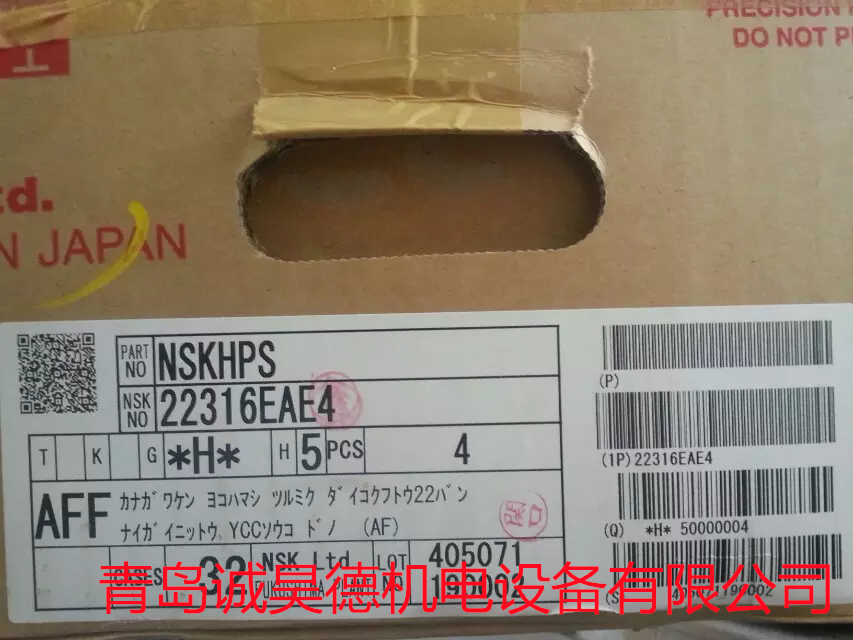 PRECISION
DO NOT P
td.
N JAPAN
PART NO NSKHPS
NSK NO 22316EAE4
T K G *H* H 5 PCS 4
AFF カナガワケン ヨコハマシ ツルミク ダイコクフトウ22バン
ナイガイニットウ YCCソウコ ドノ (AF)
CASES 32 NSK Ltd. LOT NO 405071
190002
(P)
(1P)22316EAE4
(Q) *H* 50000004
青岛诚昊德机电设备有限公司